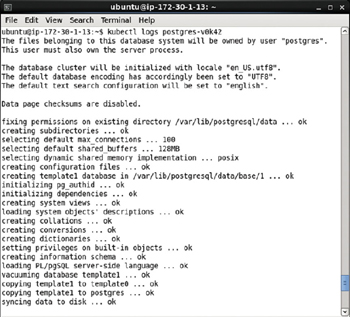 ubuntu@ip-172-30-1-13: ~
File Edit View Search Terminal Help
ubuntu@ip-172-30-1-13:~$ kubectl logs postgres-v0k42
The files belonging to this database system will be owned by user "postgres".
This user must also own the server process.
The database cluster will be initialized with locale "en_US.utf8".
The default database encoding has accordingly been set to "UTF8".
The default text search configuration will be set to "english".
Data page checksums are disabled.
fixing permissions on existing directory /var/lib/postgresql/data ... ok
creating subdirectories ... ok
selecting default max_connections ... 100
selecting default shared_buffers ... 128MB
selecting dynamic shared memory implementation ... posix
creating configuration files ... ok
creating template1 database in /var/lib/postgresql/data/base/1 ... ok
initializing pg_authid ... ok
initializing dependencies ... ok
creating system views ... ok
loading system objects' descriptions ... ok
creating collations ... ok
creating conversions ... ok
creating dictionaries ... ok
setting privileges on built-in objects ... ok
creating information schema ... ok
loading PL/pgSQL server-side language ... ok
vacuuming database template1 ... ok
copying template1 to template0 ... ok
copying template1 to postgres ... ok
syncing data to disk ... ok